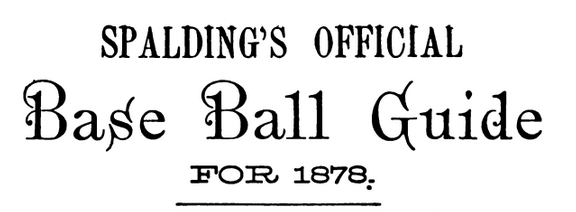 SPALDING'S OFFICIAL
Base Ball Guide
FOR 1878.